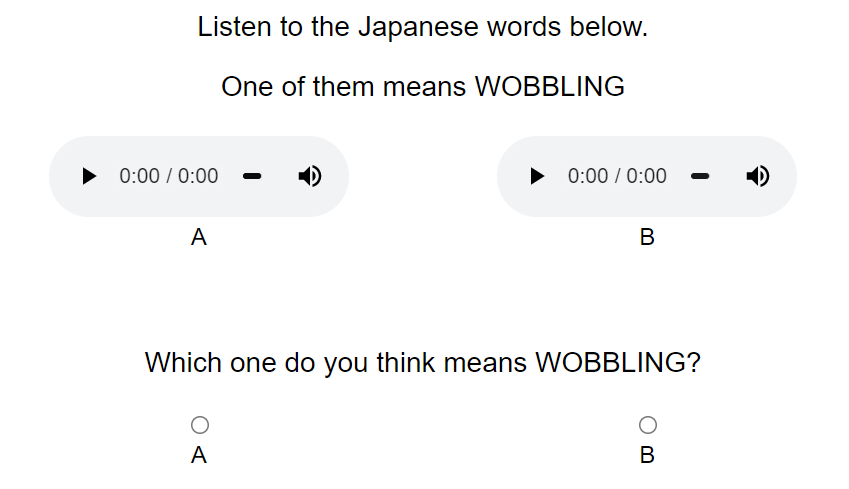 Listen to the Japanese words below.
One of them means WOBBLING
0:00 / 0:00
0:00 / 0:00
A
B
Which one do you think means WOBBLING?
A
B